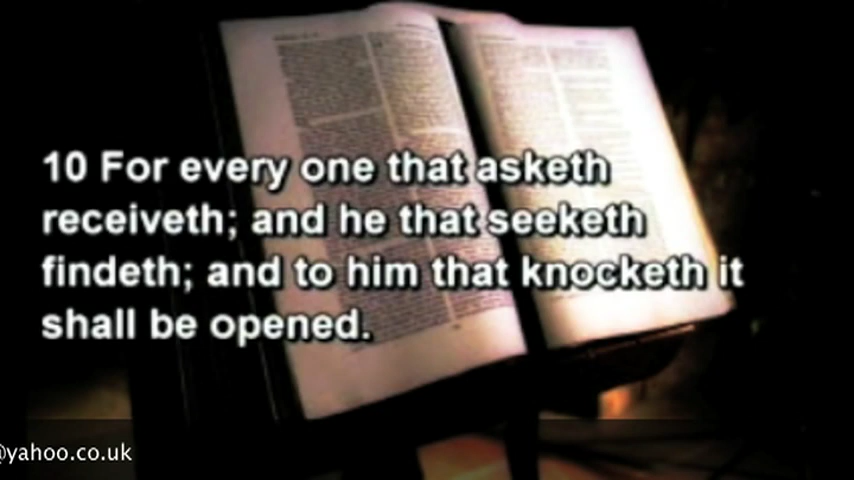 10 For every one that asketh
receiveth; and he that seeketh
findeth; and to him that knocketh it
shall be opened.
@yahoo.co.uk